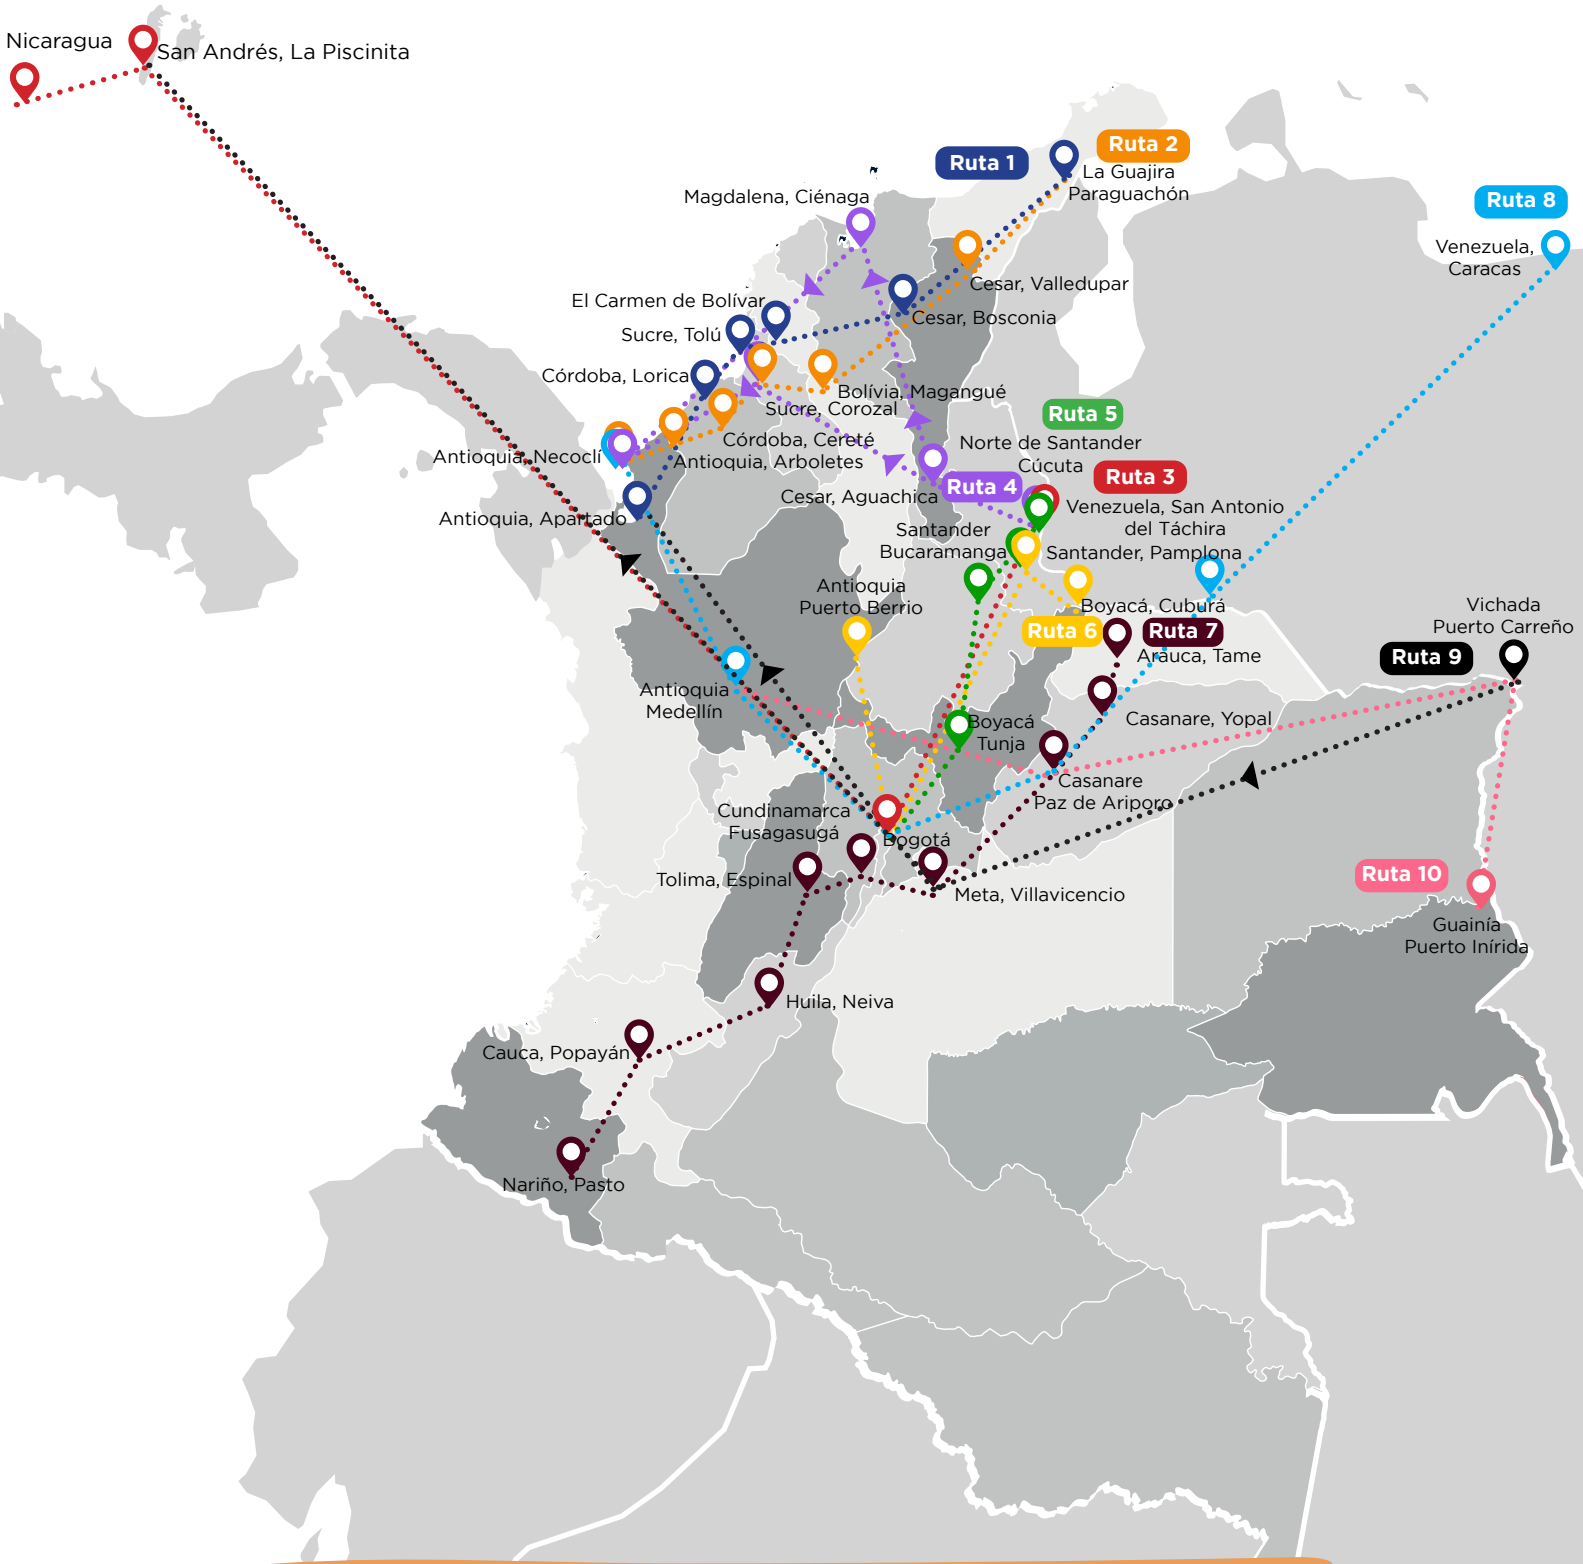 Nicaragua
San Andrés, La Piscinita
Ruta 2
Ruta 1
La Guajira
Paraguachón
Magdalena, Ciénaga
Ruta 8
Venezuela,
Caracas
Cesar, Valledupar
El Carmen de Bolívar
Cesar, Bosconia
Sucre, Tolú
Córdoba, Lorica
Bolívia, Magangué
Sucre, Corozal
Ruta 5
Córdoba, Cereté
Norte de Santander
Cúcuta
Antioquia, Necoclí
Antioquia, Arboletes
Ruta 3
Ruta 4
Cesar, Aguachica
Venezuela, San Antonio
del Táchira
Antioquia, Apartado
Santander
Bucaramanga
Santander, Pamplona
Antioquia
Puerto Berrio
Boyacá, Cuburá
Vichada
Puerto Carreño
Ruta 6
Ruta 7
Arauca, Tame
Ruta 9
Antioquia
Medellín
Casanare, Yopal
Boyacá
Tunja
Casanare
Paz de Ariporo
Cundinamarca
Fusagasugá
Bogotá
Tolima, Espinal
Meta, Villavicencio
Ruta 10
Guainía
Puerto Inírida
Huila, Neiva
Cauca, Popayán
Nariño, Pasto